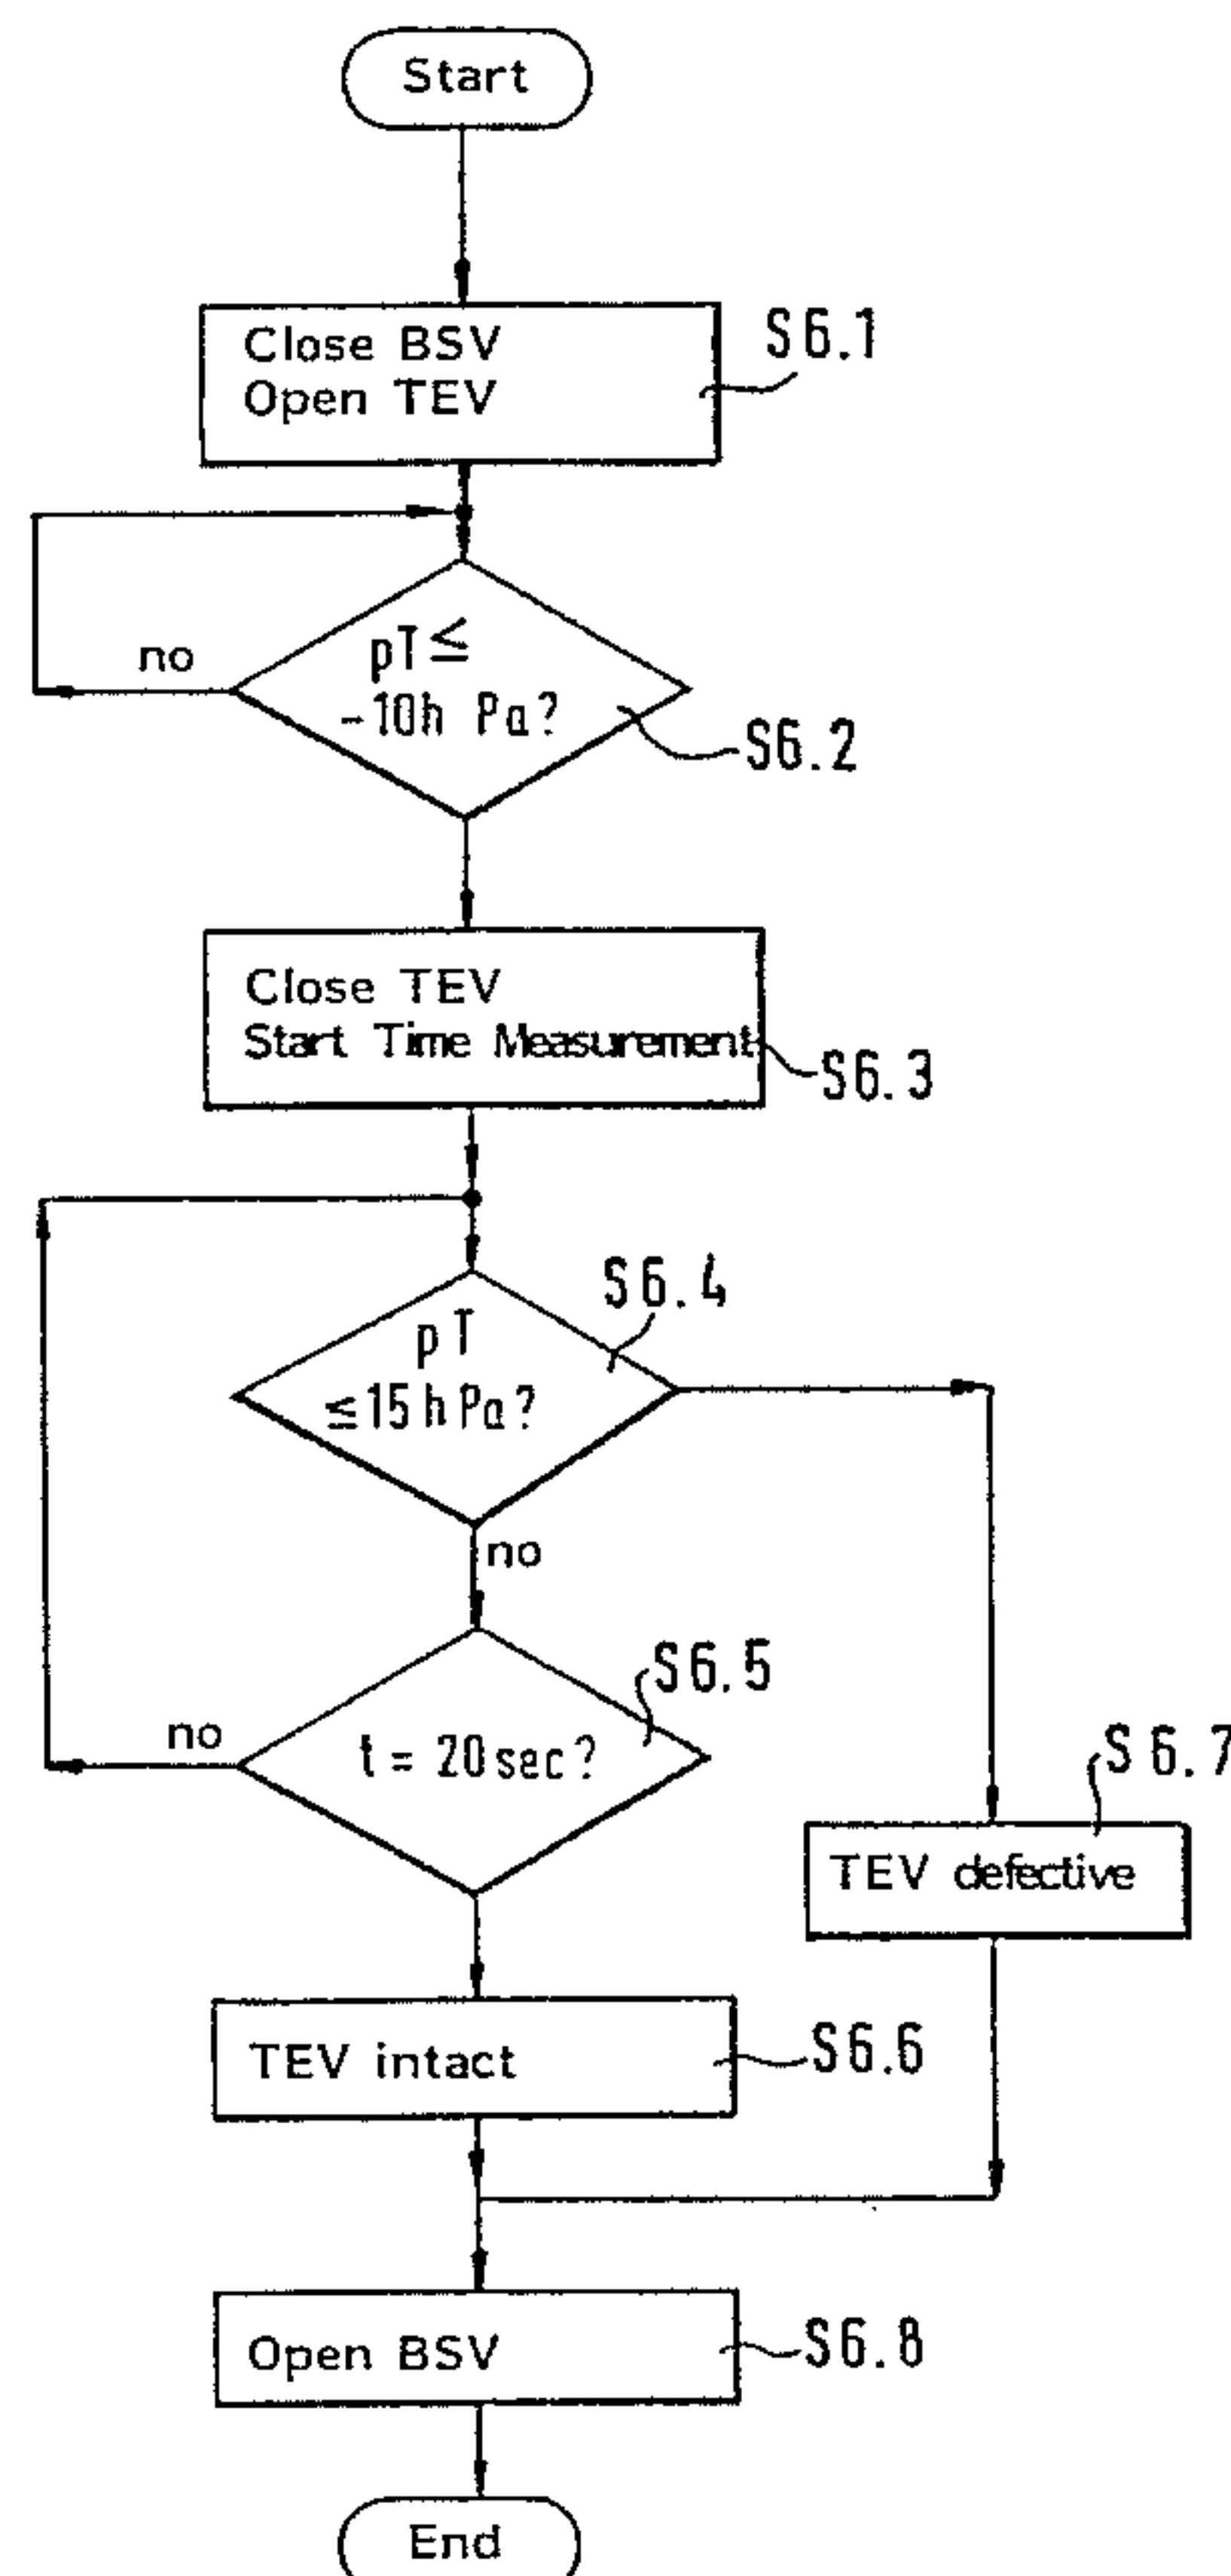 Start
Close BSV
Open TEV
S6.1
pT ≤
-10h Pa?
no
S6.2
Close TEV
Start Time Measurement
S6.3
S6.4
pT
≤ 15 h Pa?
no
S6.5
t = 20 sec?
no
S 6.7
TEV defective
TEV intact
S6.6
Open BSV
S6.8
End